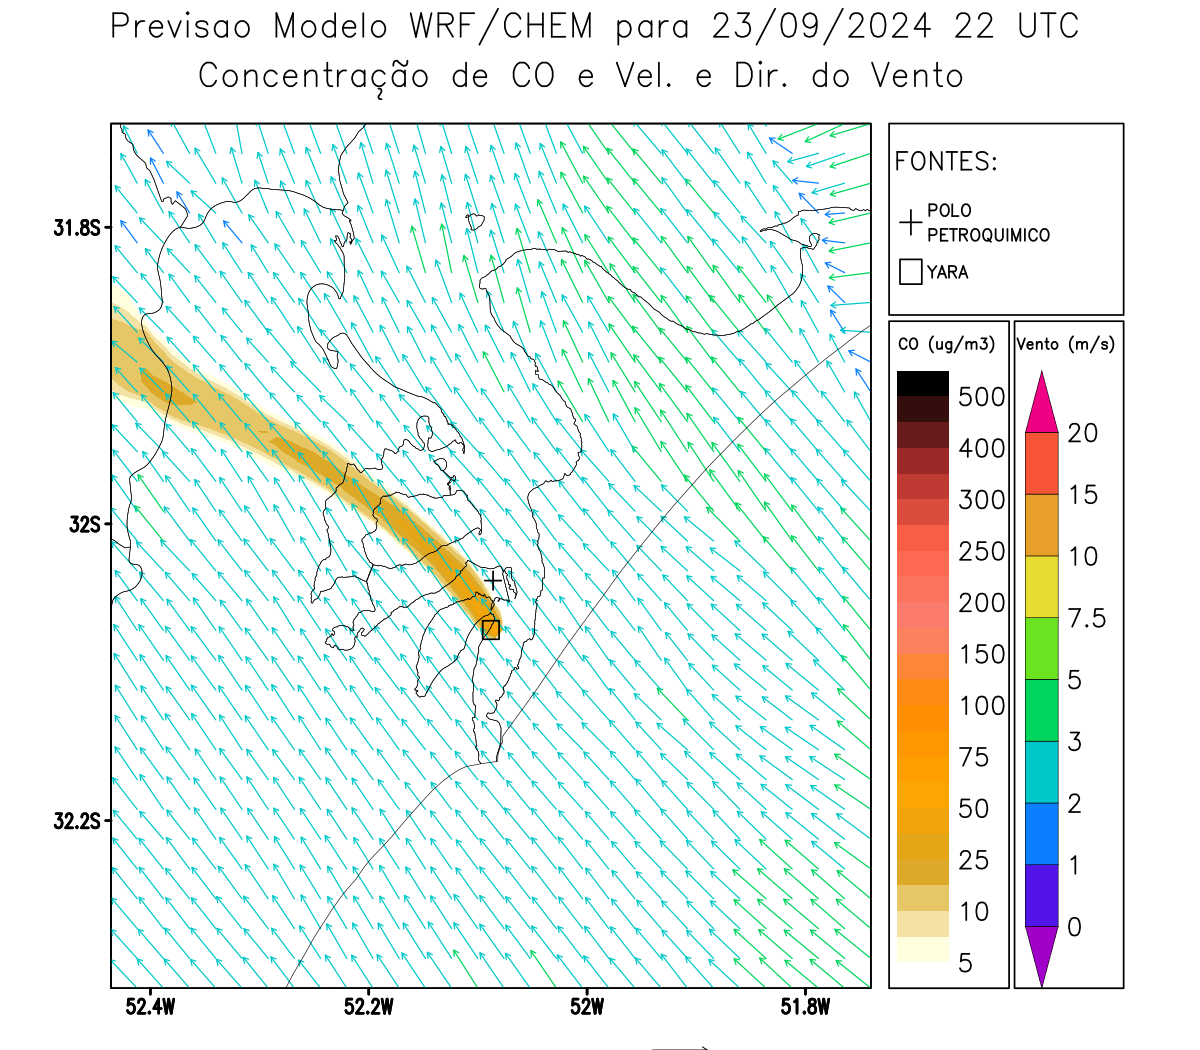 Previsao Modelo WRF/CHEM para 23/09/2024 22 UTC
Concentração de CO e Vel. e Dir. do Vento
FONTES:
POLO
PETROQUIMICO
YARA
CO (ug/m3)
500
400
300
250
200
150
100
75
50
25
10
5
Vento (m/s)
20
15
10
7.5
5
3
2
1
0
31.8S
32S
32.2S
52.4W
52.2W
52W
51.8W